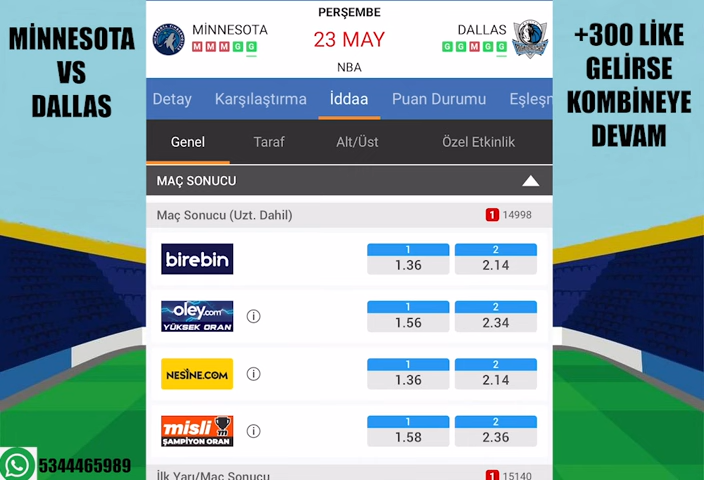 MİNNESOTA
VS
DALLAS
+300 LİKE
GELİRSE
KOMBİNEYE
DEVAM
PERŞEMBE
MİNNESOTA
M M M G G
23 MAY
DALLAS
G G M G G
NBA
Detay Karşılaştırma İddaa Puan Durumu Eşleşm
Genel Taraf Alt/Üst Özel Etkinlik
MAÇ SONUCU
Maç Sonucu (Uzt. Dahil) 1 14998
birebin
1 2
1.36 2.14
oley.com
YÜKSEK ORAN
1 2
1.56 2.34
NESİNE.COM
1 2
1.36 2.14
misli
ŞAMPİYON ORAN
1 2
1.58 2.36
İlk Yarı/Maç Sonucu 1 15140
5344465989